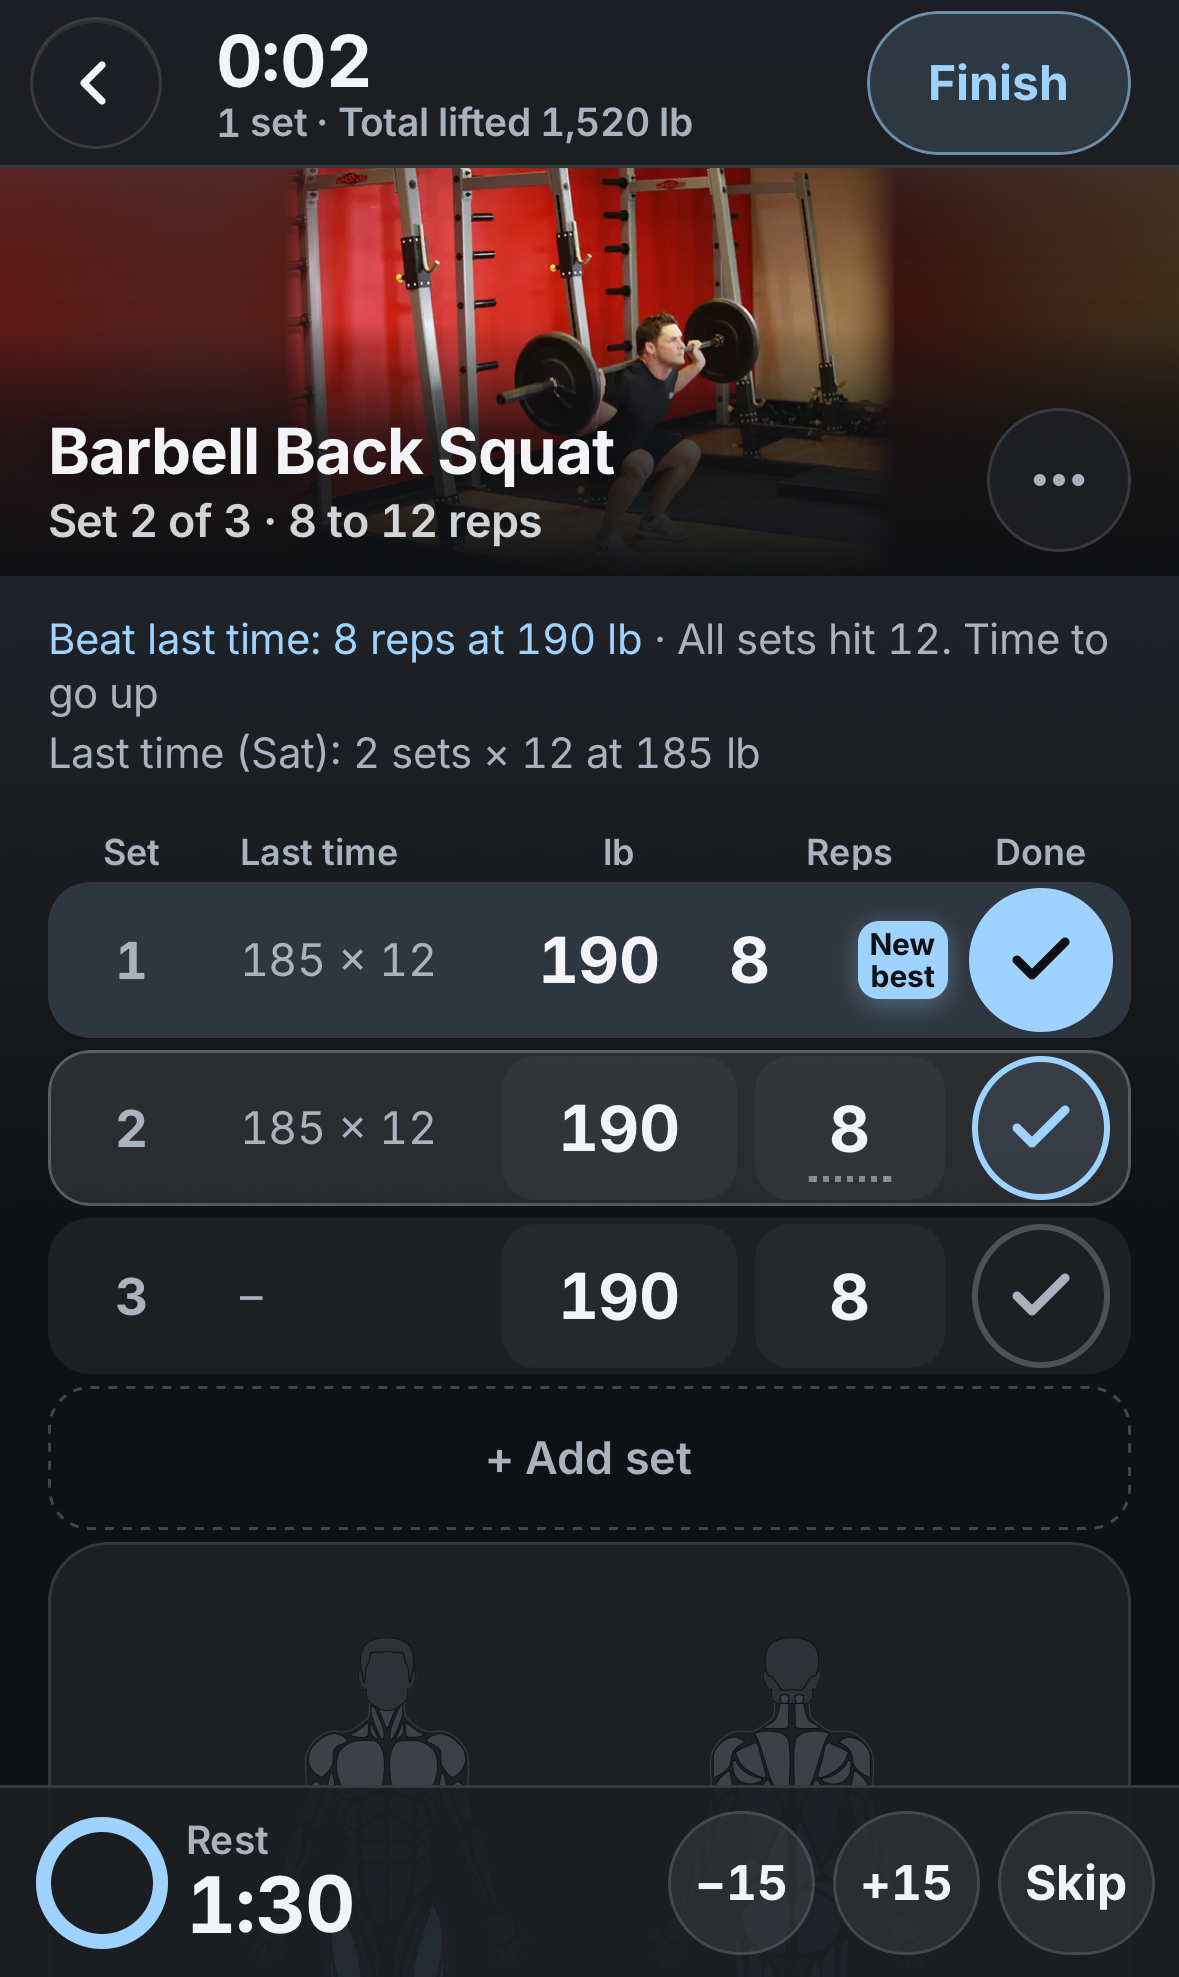 0:02
Finish
1 set · Total lifted 1,520 lb
Barbell Back Squat
Set 2 of 3 · 8 to 12 reps
Beat last time: 8 reps at 190 lb · All sets hit 12. Time to
go up
Last time (Sat): 2 sets × 12 at 185 lb
Set Last time lb Reps Done
1 185 × 12 190 8 New
best
2 185 × 12 190 8
3 – 190 8
+ Add set
Rest
1:30 −15 +15 Skip